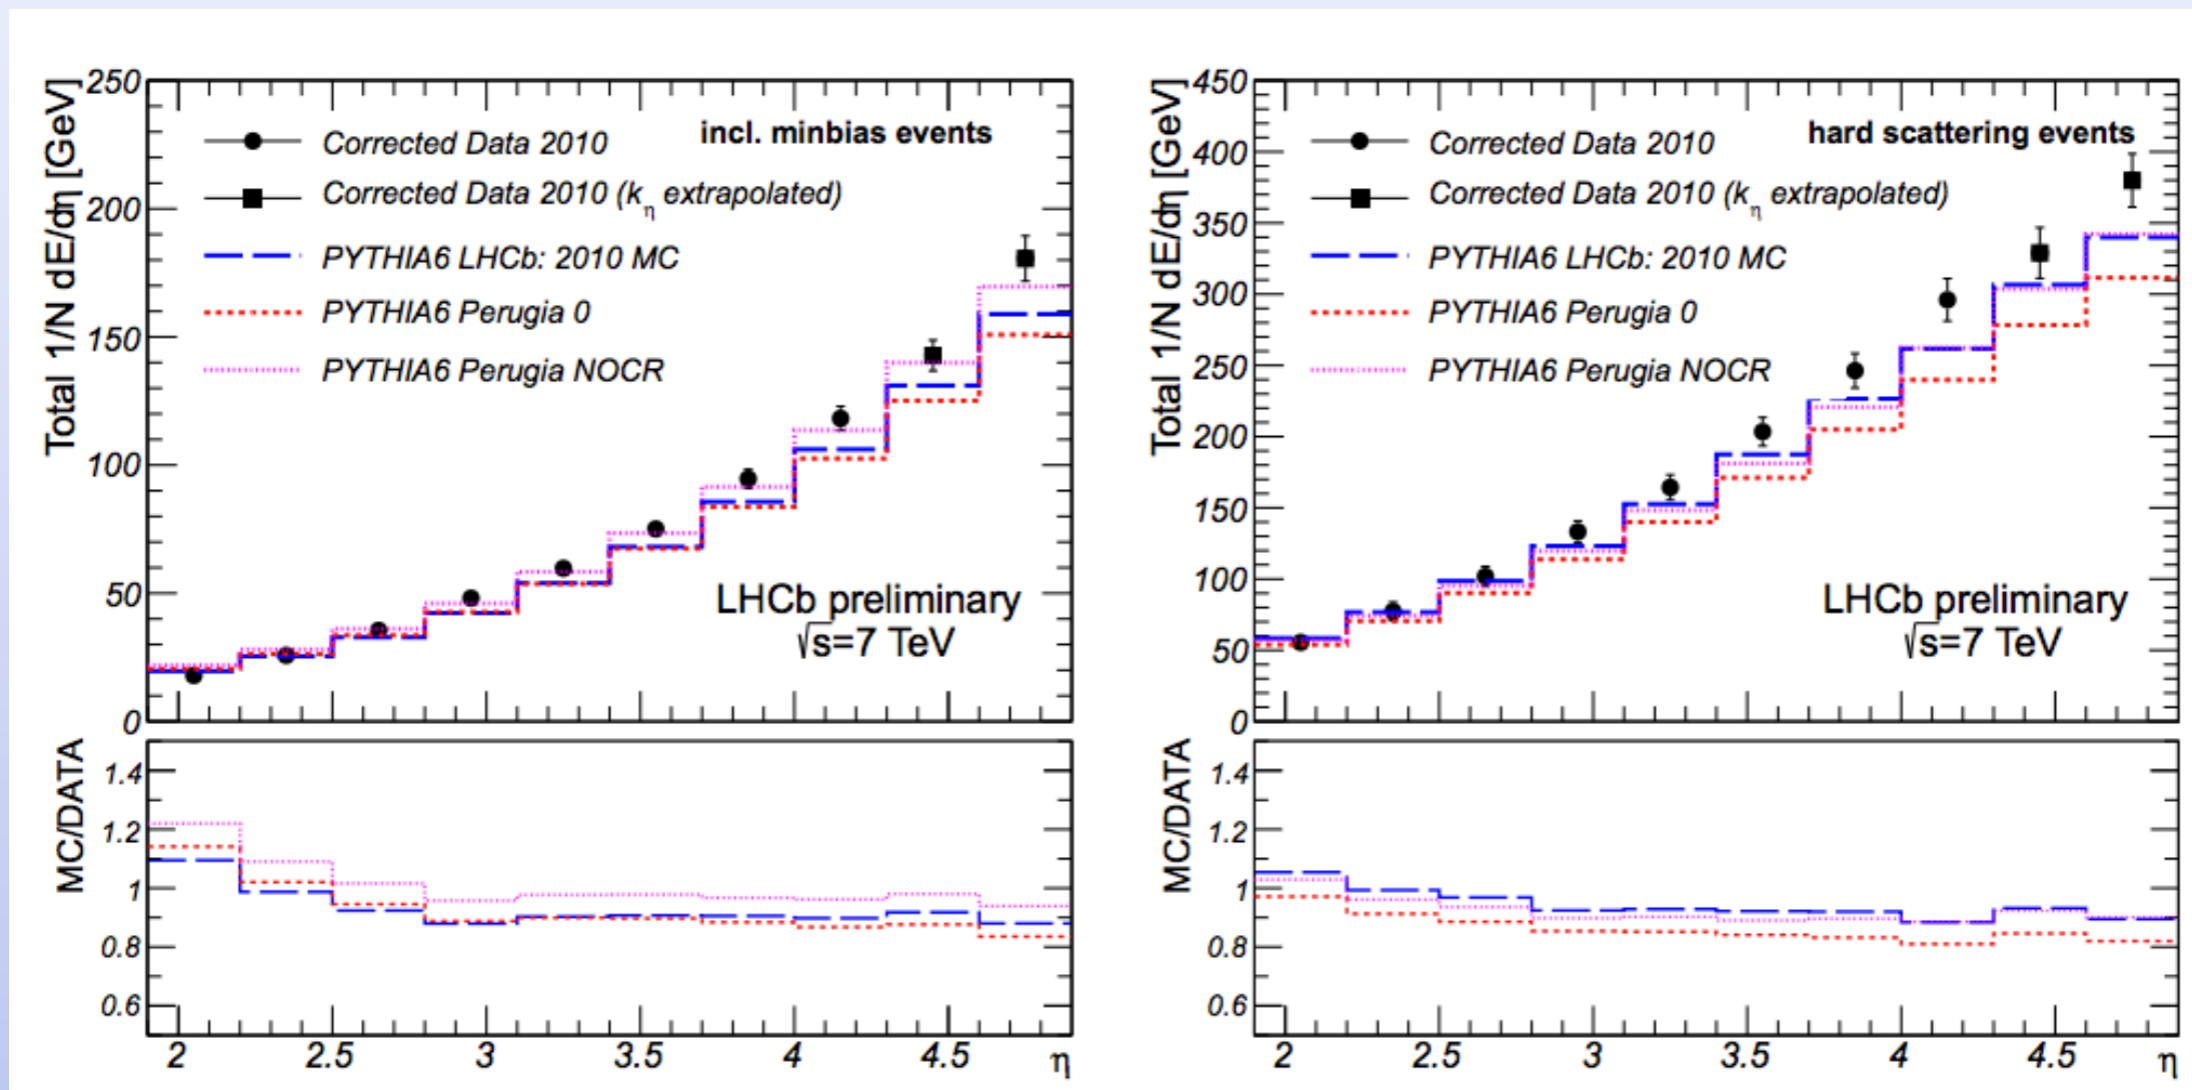 Total 1/N dE/dη [GeV]
250
200
150
100
50
0
incl. minbias events
Corrected Data 2010
Corrected Data 2010 (kη extrapolated)
PYTHIA6 LHCb: 2010 MC
PYTHIA6 Perugia 0
PYTHIA6 Perugia NOCR
LHCb preliminary
√s=7 TeV
MC/DATA
1.4
1.2
1
0.8
0.6
2 2.5 3 3.5 4 4.5 η
Total 1/N dE/dη [GeV]
450
400
350
300
250
200
150
100
50
0
hard scattering events
Corrected Data 2010
Corrected Data 2010 (kη extrapolated)
PYTHIA6 LHCb: 2010 MC
PYTHIA6 Perugia 0
PYTHIA6 Perugia NOCR
LHCb preliminary
√s=7 TeV
MC/DATA
1.4
1.2
1
0.8
0.6
2 2.5 3 3.5 4 4.5 η